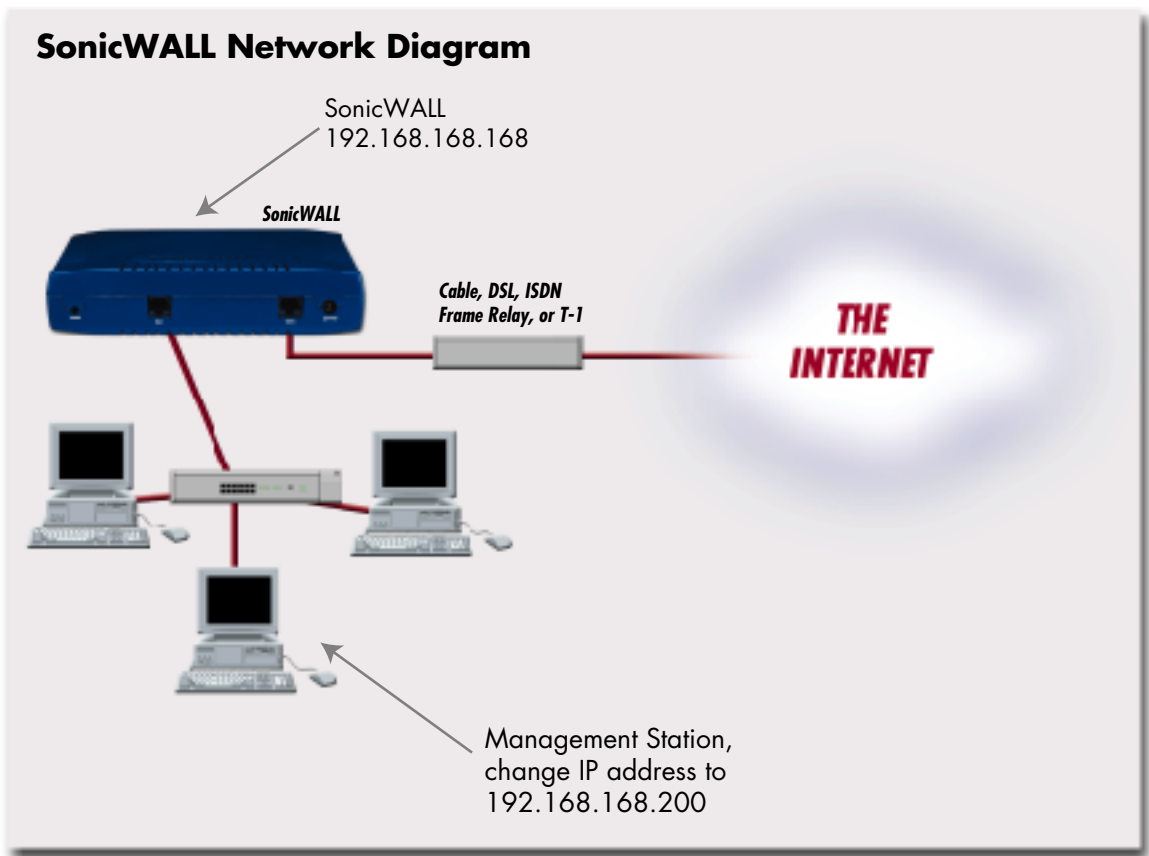 SonicWALL Network Diagram
SonicWALL
192.168.168.168
SonicWALL
Cable, DSL, ISDN
Frame Relay, or T-1
THE
INTERNET
Management Station,
change IP address to
192.168.168.200